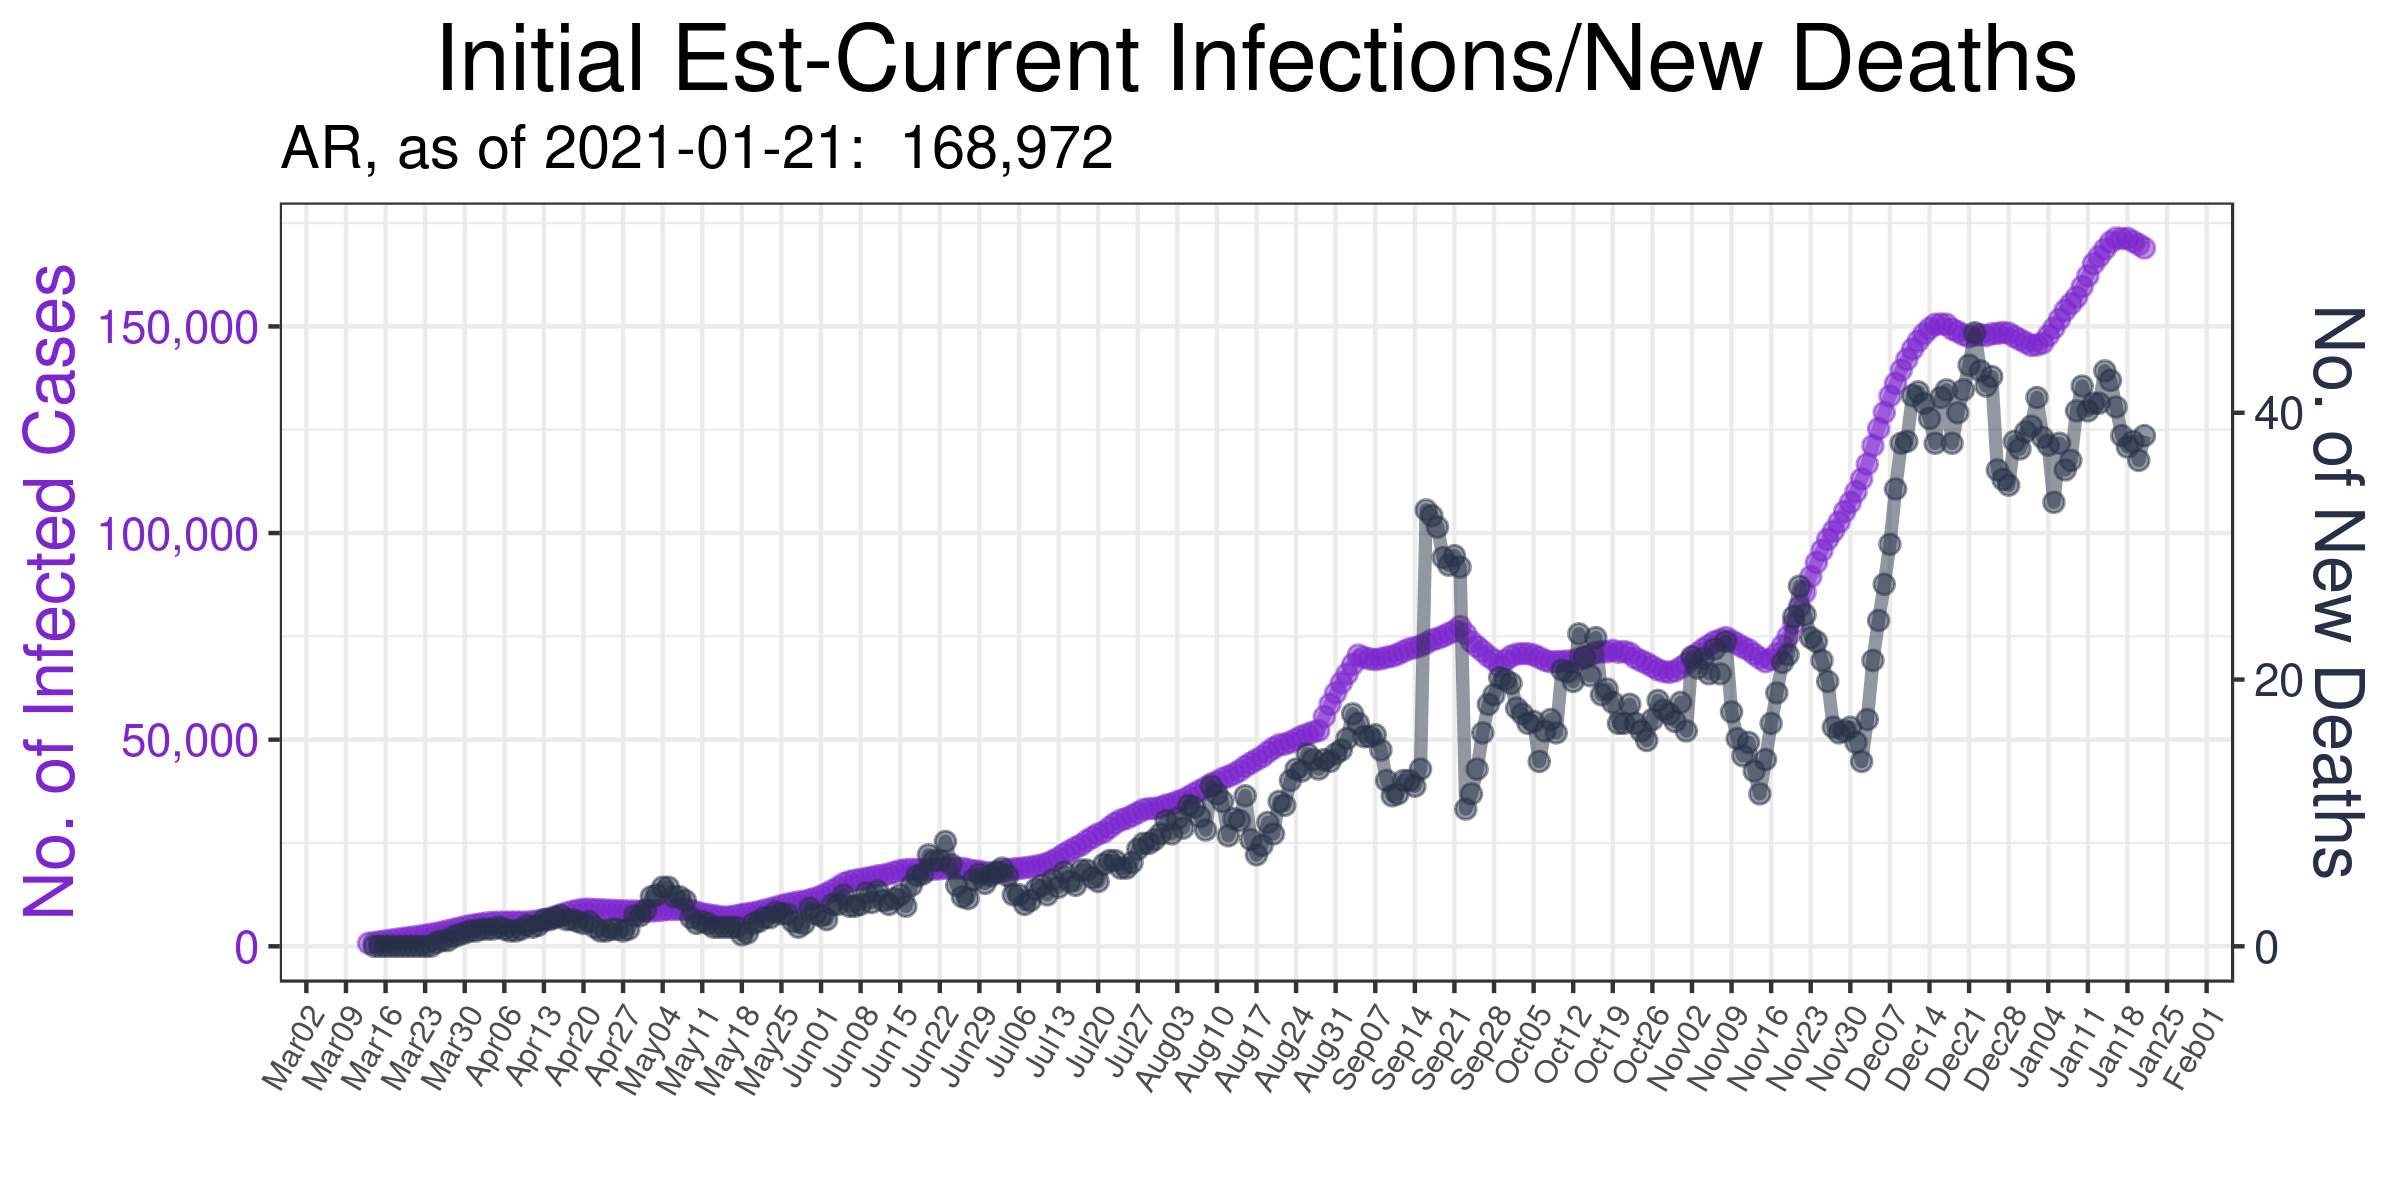 Initial Est-Current Infections/New Deaths
AR, as of 2021-01-21:  168,972
No. of Infected Cases
150,000
100,000
50,000
0
No. of New Deaths
40
20
0
Mar02
Mar09
Mar16
Mar23
Mar30
Apr06
Apr13
Apr20
Apr27
May04
May11
May18
May25
Jun01
Jun08
Jun15
Jun22
Jun29
Jul06
Jul13
Jul20
Jul27
Aug03
Aug10
Aug17
Aug24
Aug31
Sep07
Sep14
Sep21
Sep28
Oct05
Oct12
Oct19
Oct26
Nov02
Nov09
Nov16
Nov23
Nov30
Dec07
Dec14
Dec21
Dec28
Jan04
Jan11
Jan18
Jan25
Feb01